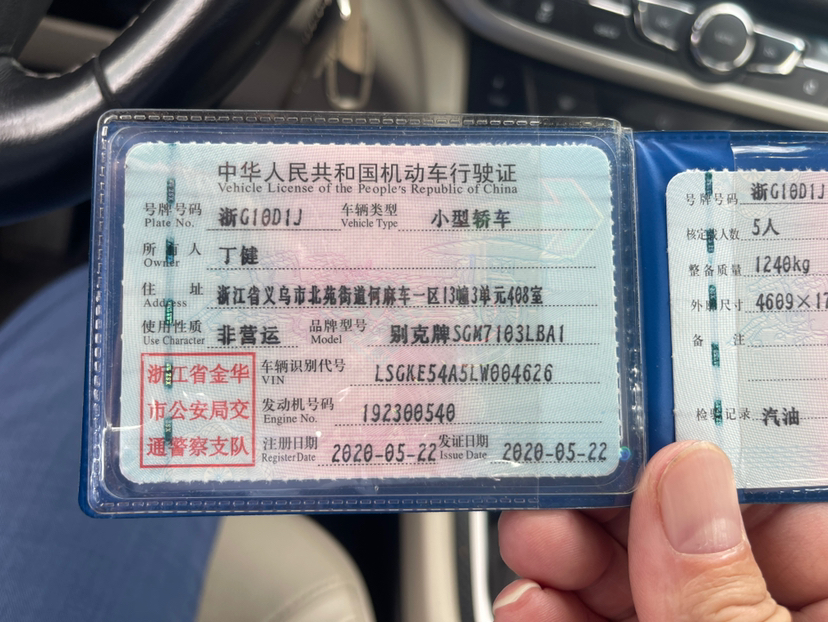 中华人民共和国机动车行驶证
Vehicle License of the People's Republic of China
号牌号码 浙G10D1J 车辆类型 小型轿车
Plate No. Vehicle Type
所有人 丁健
Owner
住址 浙江省义乌市北苑街道何麻车一区13幢3单元408室
Address
使用性质 非营运 品牌型号 别克牌SGM7103LBA1
Use Character Model
浙江省金华
市公安局交
通警察支队
车辆识别代号 LSGKE54A5LW004626
VIN
发动机号码 192300540
Engine No.
注册日期 2020-05-22 发证日期 2020-05-22
Register Date Issue Date
号牌号码 浙G10D1J
核定载人数 5人
整备质量 1240kg
外廓尺寸 4609×17
备注
检验记录 汽油